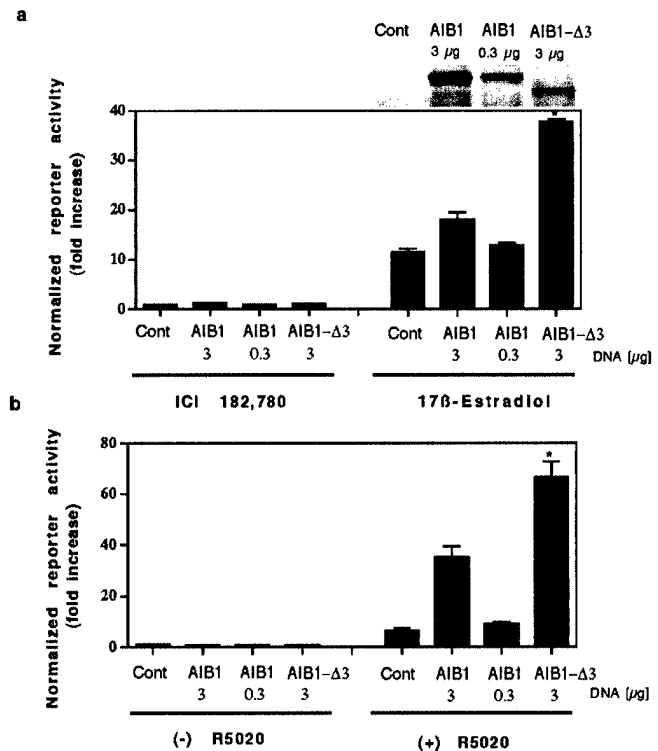 a
Cont AIB1 AIB1 AIB1-Δ3
3 µg 0.3 µg 3 µg
Normalized reporter activity
(fold increase)
40
30
20
10
0
*
Cont AIB1 AIB1 AIB1-Δ3 Cont AIB1 AIB1 AIB1-Δ3
3 0.3 3 3 0.3 3 DNA [µg]
ICI 182,780 17ß-Estradiol
b
Normalized reporter activity
(fold increase)
80
60
40
20
0
*
Cont AIB1 AIB1 AIB1-Δ3 Cont AIB1 AIB1 AIB1-Δ3
3 0.3 3 3 0.3 3 DNA [µg]
(-) R5020 (+) R5020